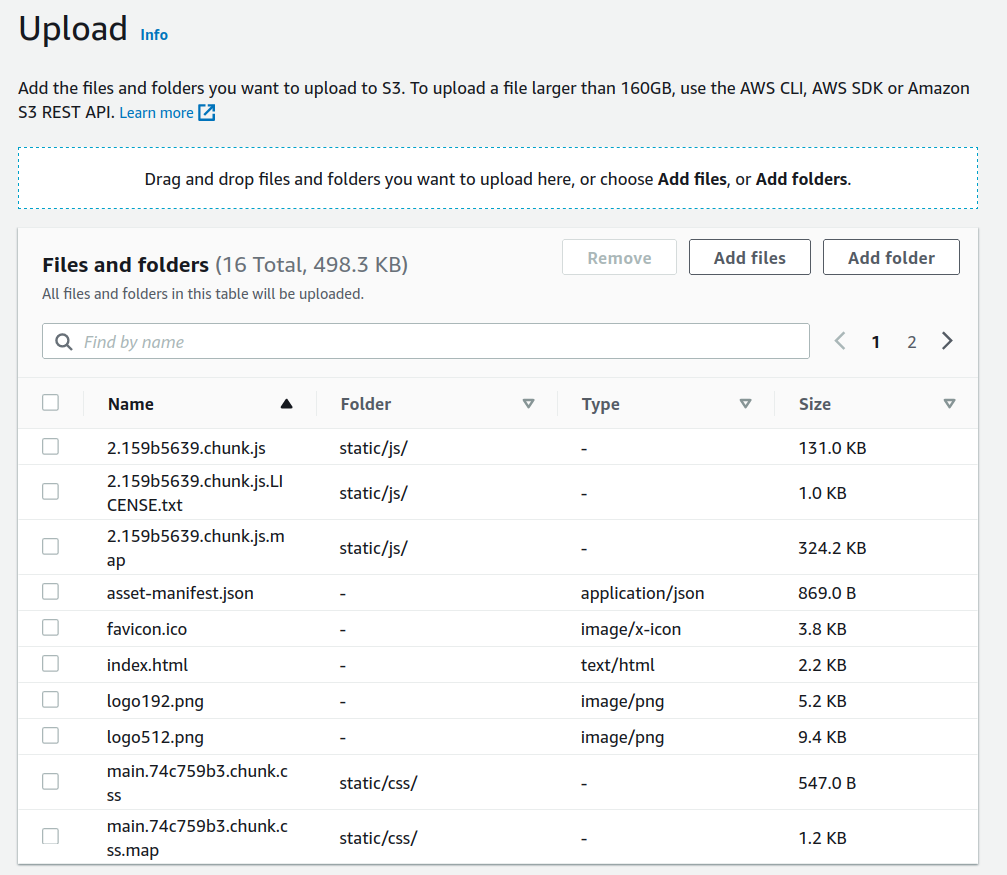 Upload Info
Add the files and folders you want to upload to S3. To upload a file larger than 160GB, use the AWS CLI, AWS SDK or Amazon
S3 REST API. Learn more
Drag and drop files and folders you want to upload here, or choose Add files, or Add folders.
Files and folders (16 Total, 498.3 KB)
Remove Add files Add folder
All files and folders in this table will be uploaded.
Find by name 1 2
Name Folder Type Size
2.159b5639.chunk.js static/js/ - 131.0 KB
2.159b5639.chunk.js.LI
CENSE.txt static/js/ - 1.0 KB
2.159b5639.chunk.js.m
ap static/js/ - 324.2 KB
asset-manifest.json - application/json 869.0 B
favicon.ico - image/x-icon 3.8 KB
index.html - text/html 2.2 KB
logo192.png - image/png 5.2 KB
logo512.png - image/png 9.4 KB
main.74c759b3.chunk.c
ss static/css/ - 547.0 B
main.74c759b3.chunk.c
ss.map static/css/ - 1.2 KB